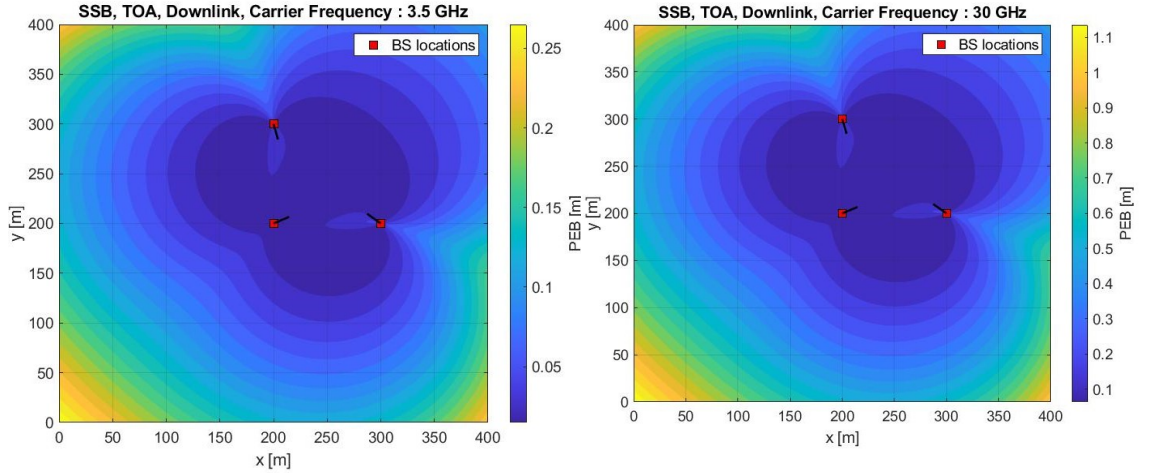 SSB, TOA, Downlink, Carrier Frequency : 3.5 GHz
BS locations
400
350
300
250
200
150
100
50
0
y [m]
0 50 100 150 200 250 300 350 400
x [m]
0.25
0.2
0.15
0.1
0.05
PEB [m]
SSB, TOA, Downlink, Carrier Frequency : 30 GHz
BS locations
400
350
300
250
200
150
100
50
0
y [m]
0 50 100 150 200 250 300 350 400
x [m]
1.1
1
0.9
0.8
0.7
0.6
0.5
0.4
0.3
0.2
0.1
PEB [m]